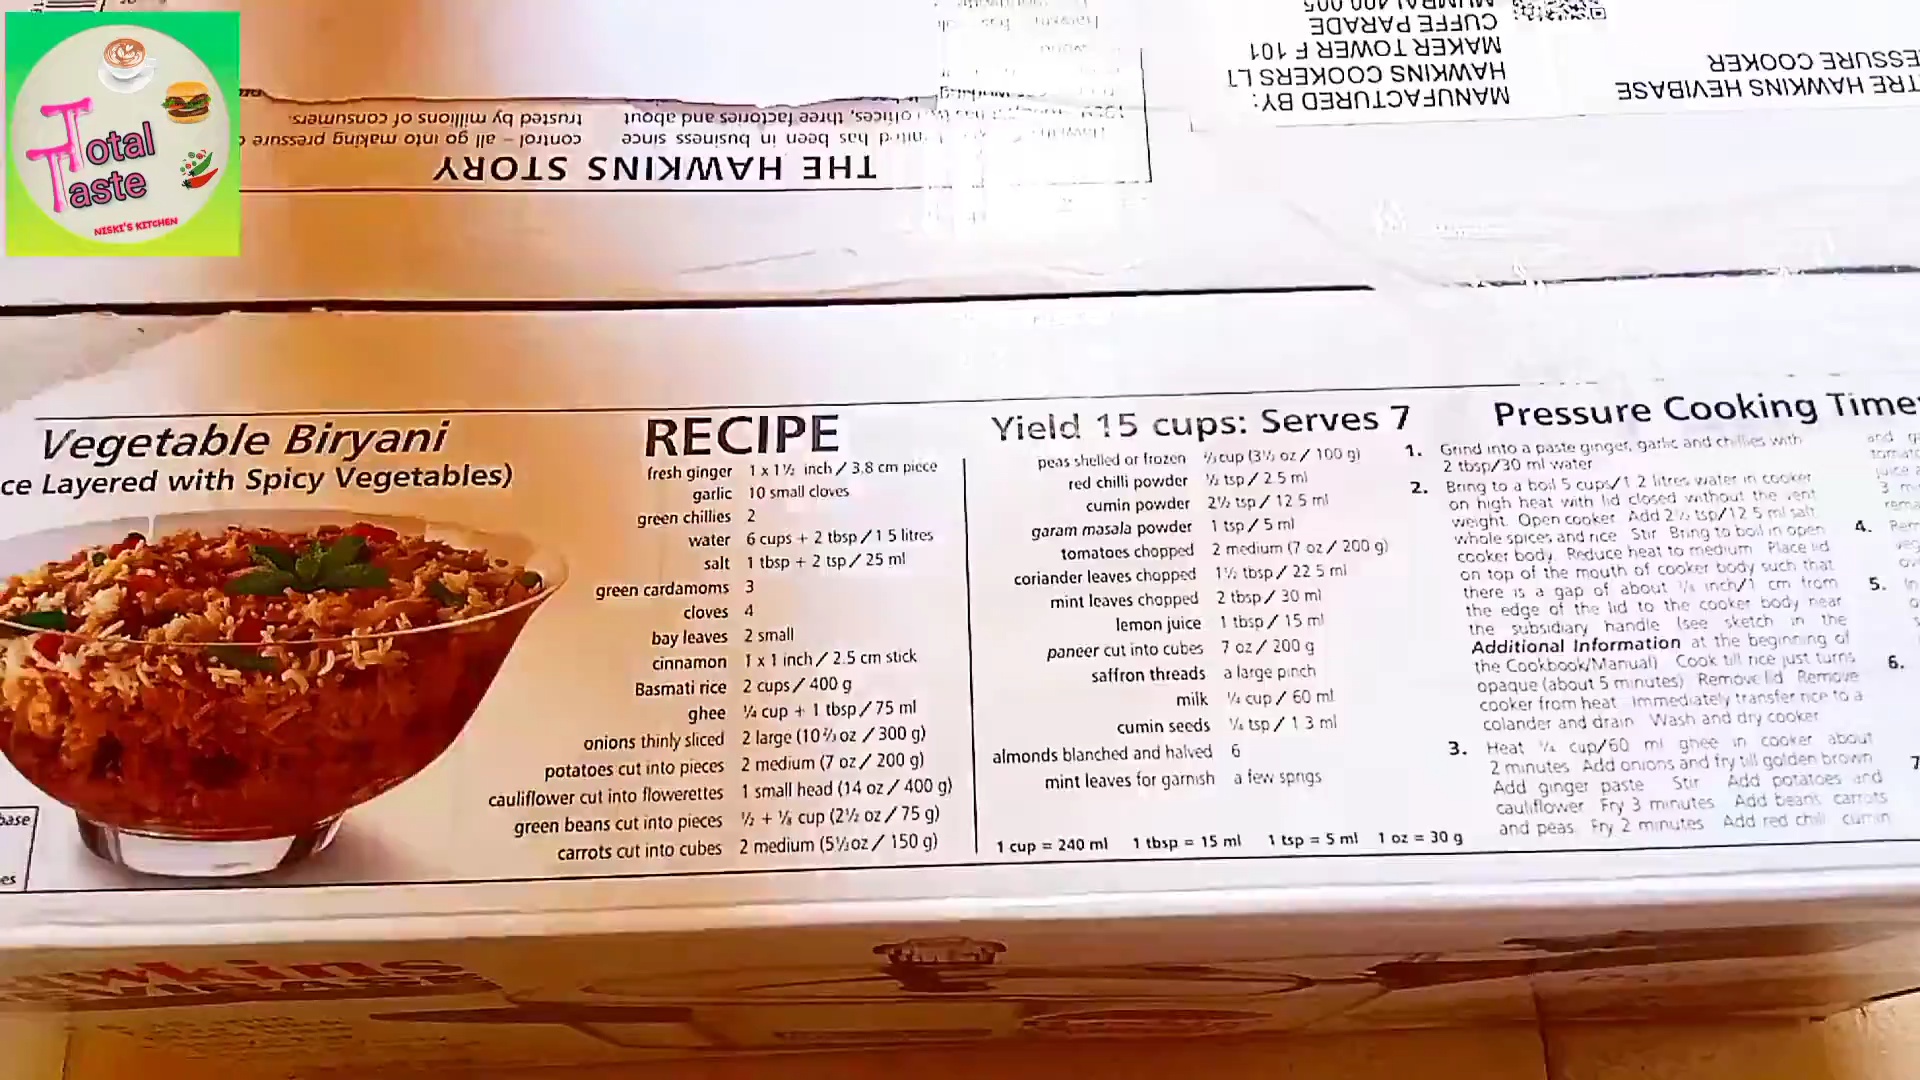 Total
Taste
NISKI'S KITCHEN
MANUFACTURED BY:
HAWKINS COOKERS LT
MAKER TOWER F 101
CUFFE PARADE
MUMBAI 400 005
TRE HAWKINS HEVIBASE
ESSURE COOKER
THE HAWKINS STORY
has been in business since
offices, three factories and about
control – all go into making pressure
trusted by millions of consumers.
Vegetable Biryani
ce Layered with Spicy Vegetables)
RECIPE
fresh ginger 1 x 1½ inch / 3.8 cm piece
garlic 10 small cloves
green chillies 2
water 6 cups + 2 tbsp / 1 5 litres
salt 1 tbsp + 2 tsp / 25 ml
green cardamoms 3
cloves 4
bay leaves 2 small
cinnamon 1 x 1 inch / 2.5 cm stick
Basmati rice 2 cups / 400 g
ghee ¼ cup + 1 tbsp / 75 ml
onions thinly sliced 2 large (10⅔ oz / 300 g)
potatoes cut into pieces 2 medium (7 oz / 200 g)
cauliflower cut into flowerettes 1 small head (14 oz / 400 g)
green beans cut into pieces ½ + ⅛ cup (2½ oz / 75 g)
carrots cut into cubes 2 medium (5⅓ oz / 150 g)
Yield 15 cups: Serves 7
peas shelled or frozen ⅔ cup (3½ oz / 100 g)
red chilli powder ½ tsp / 2 5 ml
cumin powder 2½ tsp / 12 5 ml
garam masala powder 1 tsp / 5 ml
tomatoes chopped 2 medium (7 oz / 200 g)
coriander leaves chopped 1½ tbsp / 22 5 ml
mint leaves chopped 2 tbsp / 30 ml
lemon juice 1 tbsp / 15 ml
paneer cut into cubes 7 oz / 200 g
saffron threads a large pinch
milk ¼ cup / 60 ml
cumin seeds ¼ tsp / 1 3 ml
almonds blanched and halved 6
mint leaves for garnish a few sprigs
1 cup = 240 ml 1 tbsp = 15 ml 1 tsp = 5 ml 1 oz = 30 g
Pressure Cooking Time
1. Grind into a paste ginger, garlic and chillies with
2 tbsp/30 ml water
2. Bring to a boil 5 cups/1 2 litres water in cooker
on high heat with lid closed without the vent
weight. Open cooker Add 2½ tsp/12 5 ml salt
whole spices and rice Stir Bring to boil in open
cooker body. Reduce heat to medium Place lid
on top of the mouth of cooker body such that
there is a gap of about inch/1 cm from
the edge of the lid to the cooker body near
the subsidiary handle (see sketch in the
Additional Information at the beginning of
the Cookbook/Manual) Cook till rice just turns
opaque (about 5 minutes) Remove lid Remove
cooker from heat Immediately transfer rice to a
colander and drain Wash and dry cooker
3. Heat ¼ cup/60 ml ghee in cooker about
2 minutes Add onions and fry till golden brown
Add ginger paste Stir Add potatoes and
cauliflower Fry 3 minutes Add beans carrots
and peas Fry 2 minutes Add red chilli cumin
4.
5.
6.
7
base
es